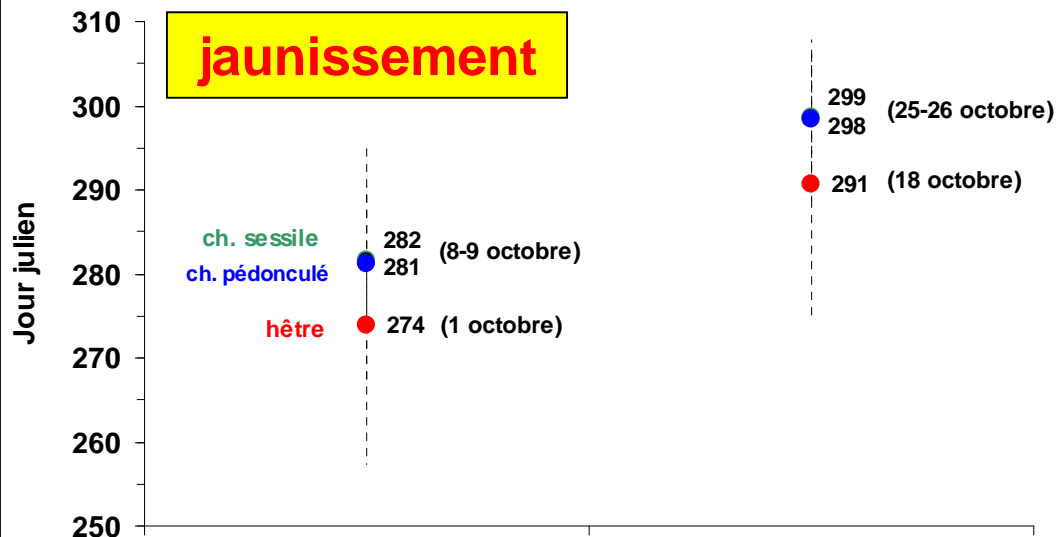 jaunissement
Jour julien
310
300
290
280
270
260
250
ch. sessile
ch. pédonculé
hêtre
282
281
(8-9 octobre)
274 (1 octobre)
299
298
(25-26 octobre)
291 (18 octobre)